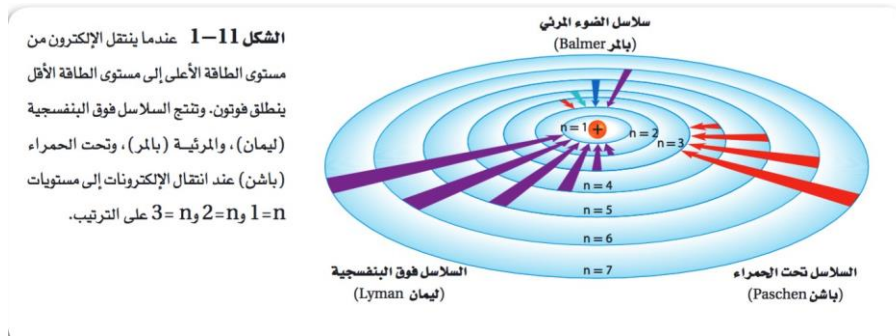 الشكل 11-1 عندما ينتقل الإلكترون من
مستوى الطاقة الأعلى إلى مستوى الطاقة الأقل
ينطلق فوتون. وتنتج السلاسل فوق البنفسجية
(ليمان)، والمرئية (بالمر)، وتحت الحمراء
(باشن) عند انتقال الإلكترونات إلى مستويات
n=1 وn=2 وn =3 على الترتيب.
سلاسل الضوء المرئي
(بالمر Balmer)
n = 1
+
n = 2
n = 3
n = 4
n = 5
n = 6
n = 7
السلاسل تحت الحمراء
(باشن Paschen)
السلاسل فوق البنفسجية
(ليمان Lyman)